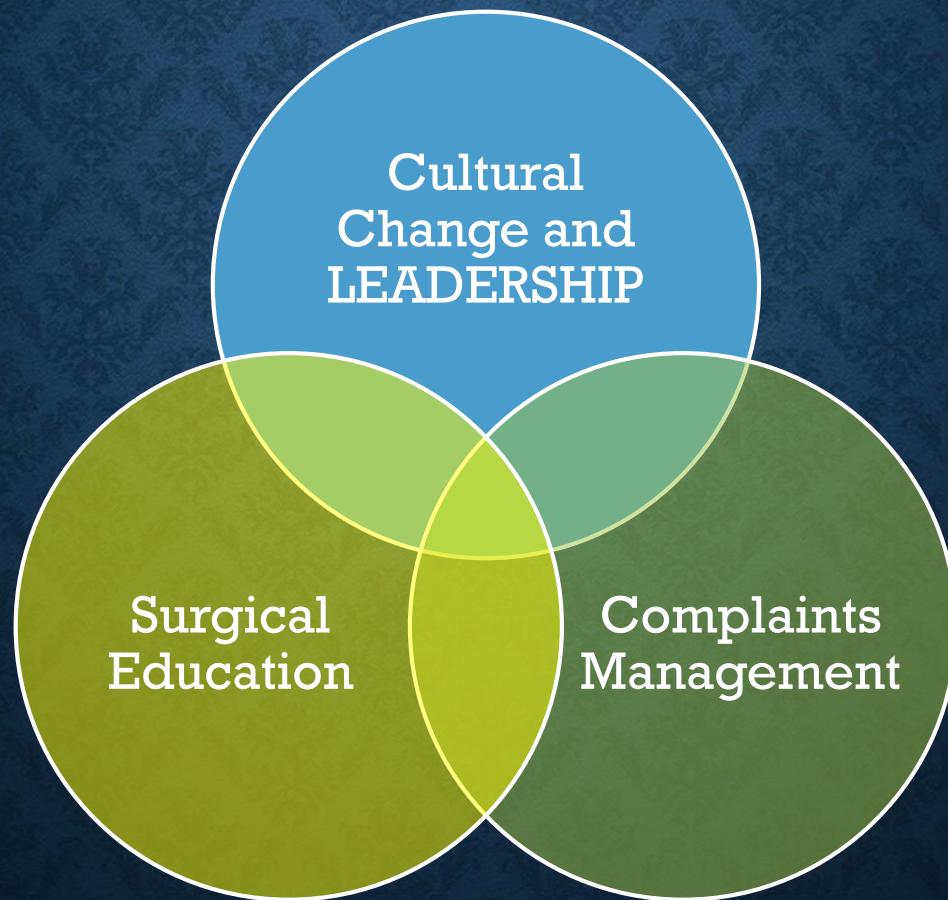 Cultural
Change and
LEADERSHIP
Surgical
Education
Complaints
Management